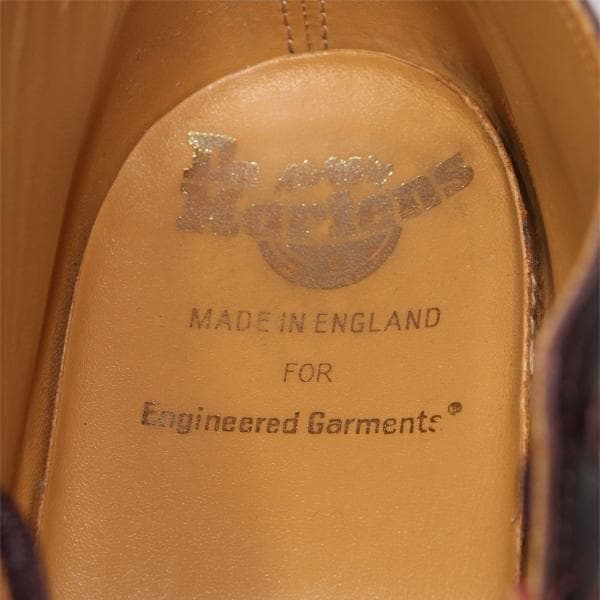 Dr
Martens
MADE IN ENGLAND
FOR
Engineered Garments®